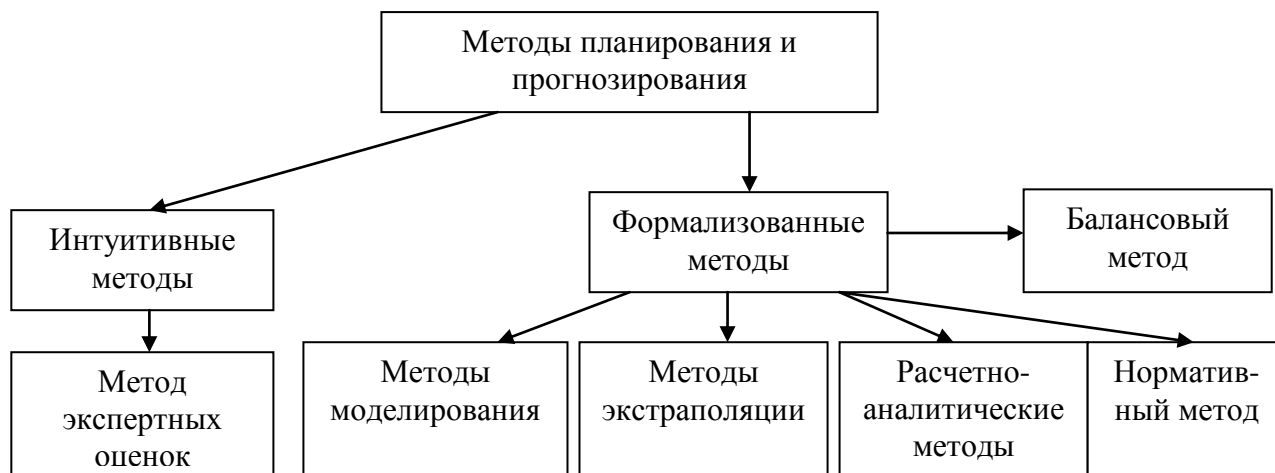 Методы планирования и
прогнозирования
Интуитивные
методы
Формализованные
методы
Балансовый
метод
Метод
экспертных
оценок
Методы
моделирования
Методы
экстраполяции
Расчетно-
аналитические
методы
Норматив-
ный метод